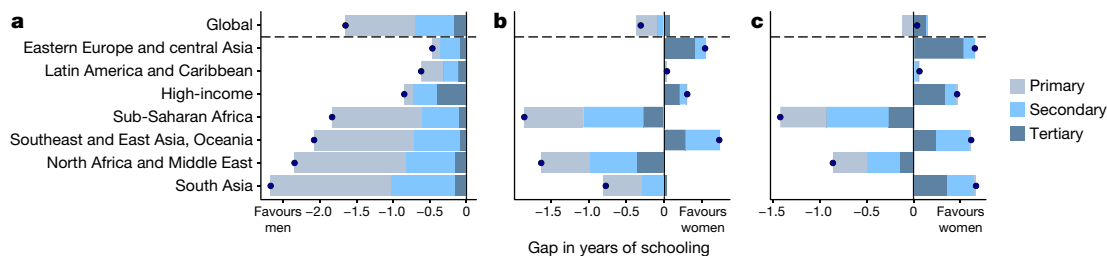 a
b
c
Global
Eastern Europe and central Asia
Latin America and Caribbean
High-income
Sub-Saharan Africa
Southeast and East Asia, Oceania
North Africa and Middle East
South Asia
Primary
Secondary
Tertiary
Favours men
−2.0 −1.5 −1.0 −0.5 0
−1.5 −1.0 −0.5 0
Favours women
−1.5 −1.0 −0.5 0
Favours women
Gap in years of schooling